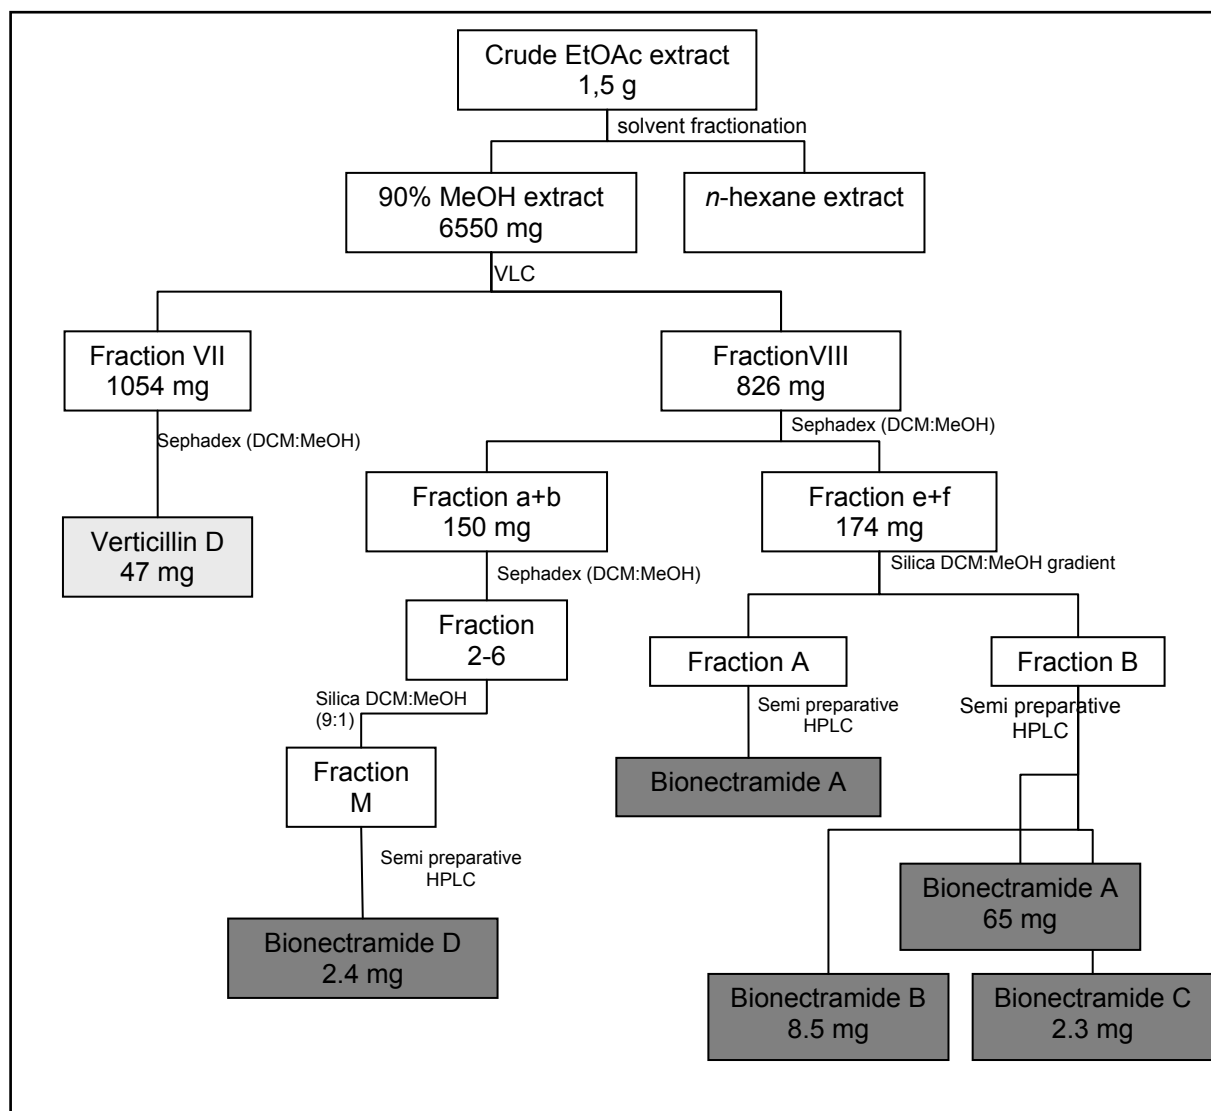 Crude EtOAc extract
1,5 g
solvent fractionation
90% MeOH extract
6550 mg
n-hexane extract
VLC
Fraction VII
1054 mg
FractionVIII
826 mg
Sephadex (DCM:MeOH)
Sephadex (DCM:MeOH)
Fraction a+b
150 mg
Fraction e+f
174 mg
Verticillin D
47 mg
Sephadex (DCM:MeOH)
Silica DCM:MeOH gradient
Fraction
2-6
Fraction A
Fraction B
Silica DCM:MeOH
(9:1)
Semi preparative
HPLC
Semi preparative
HPLC
Fraction
M
Bionectramide A
Semi preparative
HPLC
Bionectramide A
65 mg
Bionectramide D
2.4 mg
Bionectramide B
8.5 mg
Bionectramide C
2.3 mg